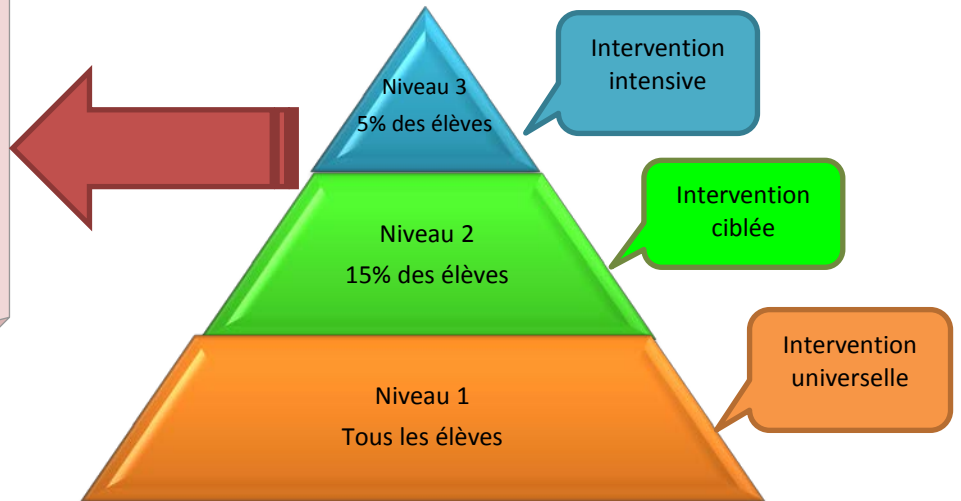 Niveau 3
5% des élèves
Intervention
intensive
Niveau 2
15% des élèves
Intervention
ciblée
Niveau 1
Tous les élèves
Intervention
universelle